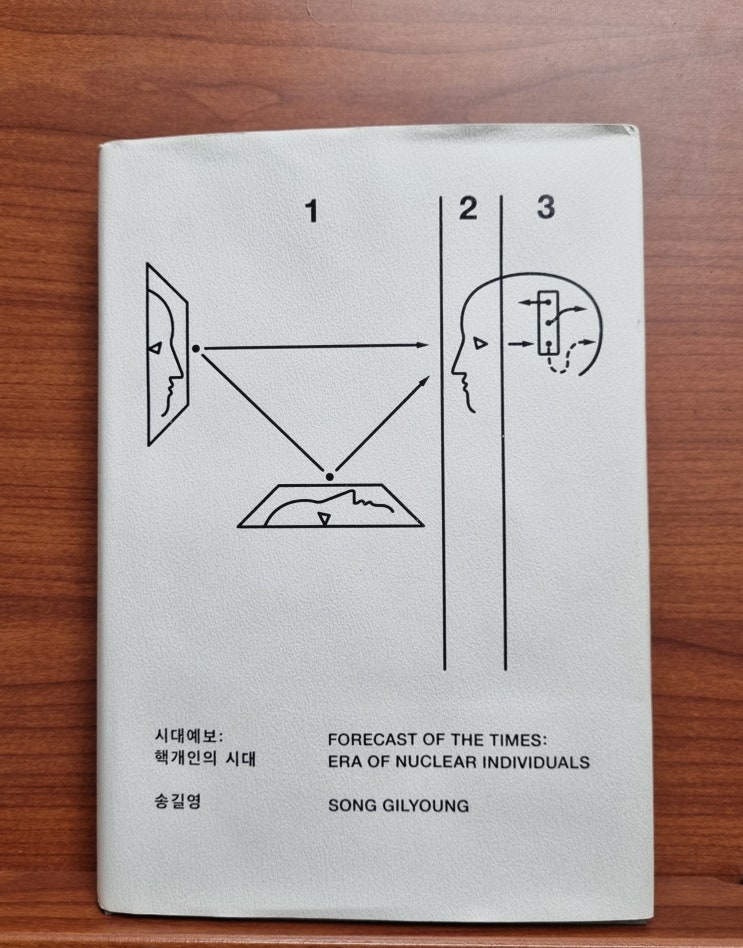 1
2
3
시대예보:
핵개인의 시대
송길영
FORECAST OF THE TIMES:
ERA OF NUCLEAR INDIVIDUALS
SONG GILYOUNG